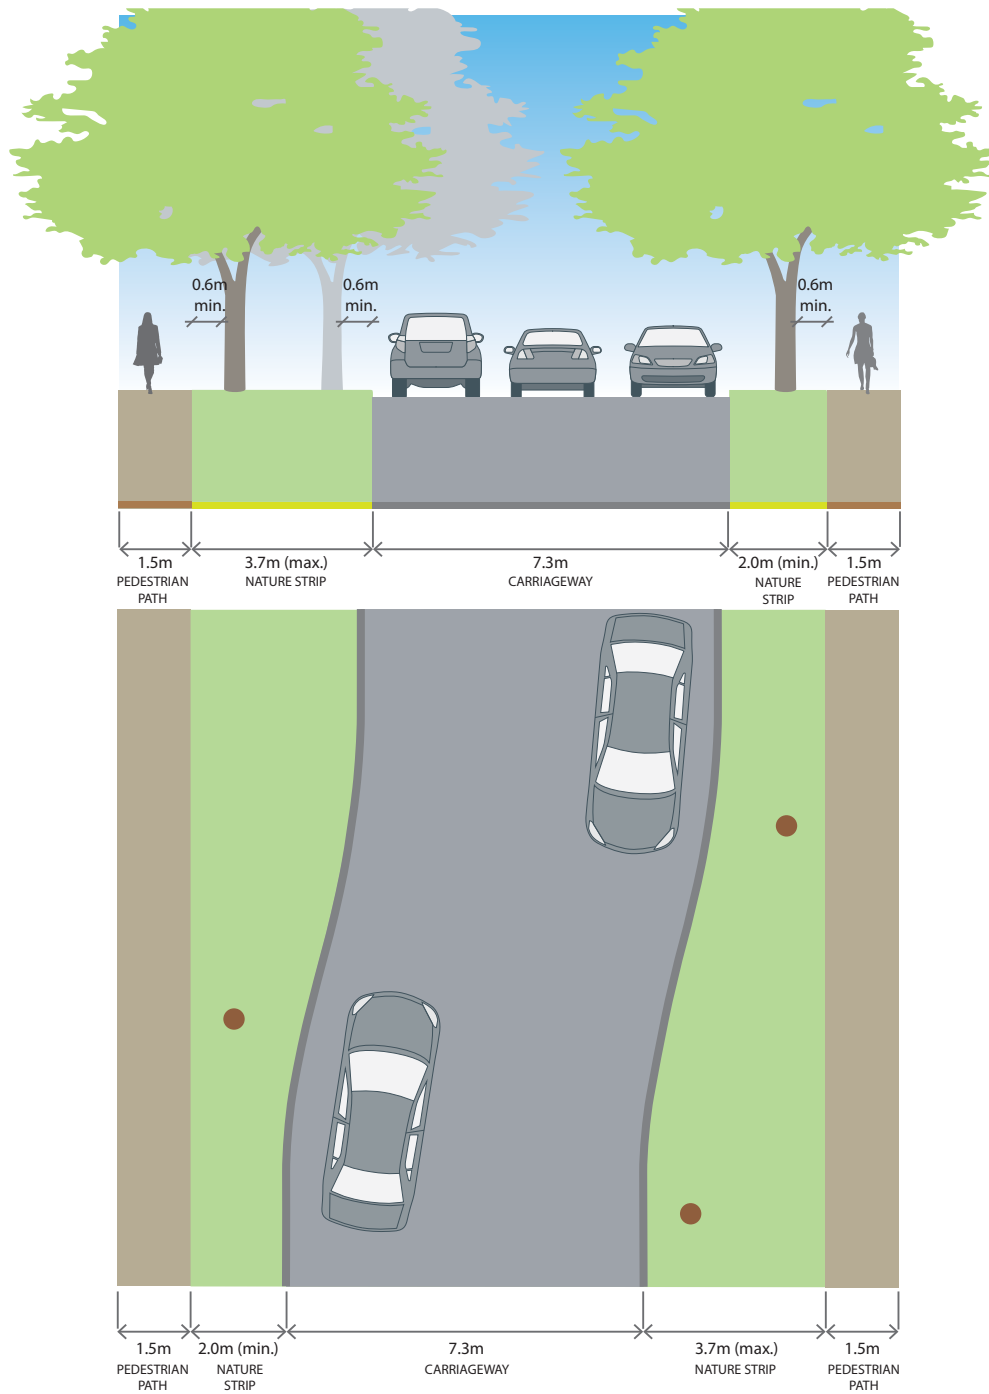 0.6m
min.
0.6m
min.
0.6m
min.
1.5m
PEDESTRIAN
PATH
3.7m (max.)
NATURE STRIP
7.3m
CARRIAGEWAY
2.0m (min.)
NATURE
STRIP
1.5m
PEDESTRIAN
PATH
1.5m
PEDESTRIAN
PATH
2.0m (min.)
NATURE
STRIP
7.3m
CARRIAGEWAY
3.7m (max.)
NATURE STRIP
1.5m
PEDESTRIAN
PATH